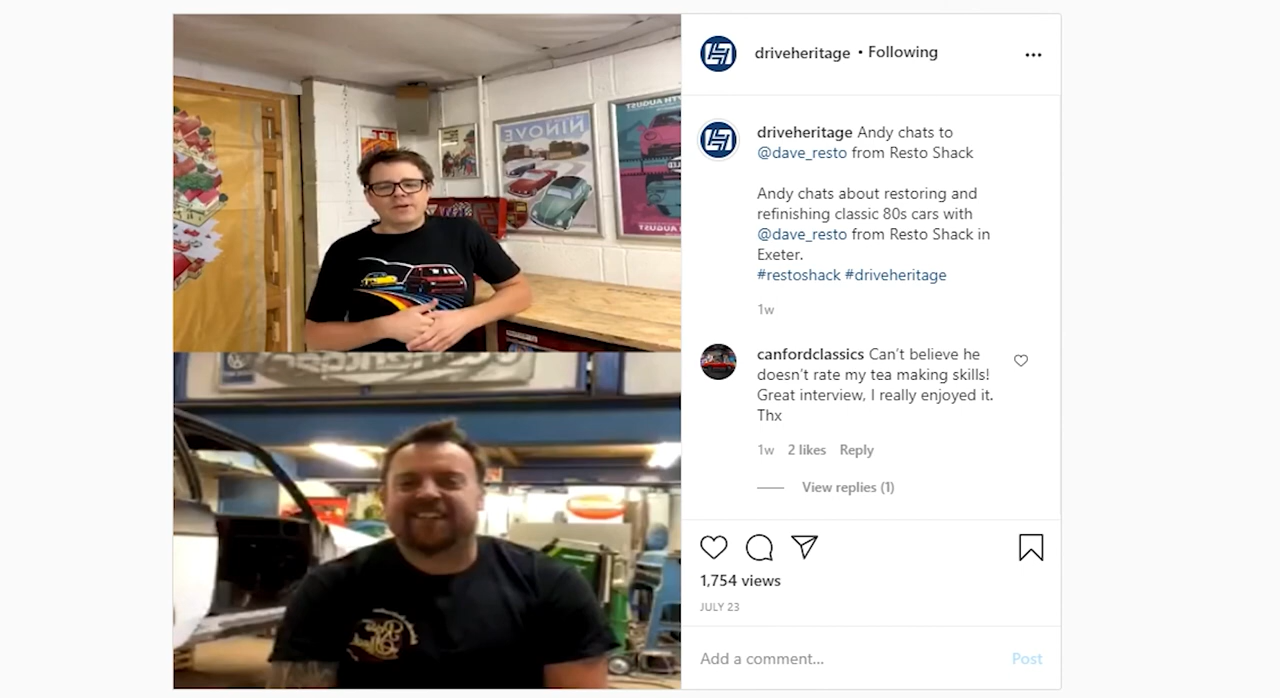 driveheritage • Following
driveheritage Andy chats to
@dave_resto from Resto Shack
Andy chats about restoring and
refinishing classic 80s cars with
@dave_resto from Resto Shack in
Exeter.
#restoshack #driveheritage
1w
canfordclassics Can't believe he
doesn't rate my tea making skills!
Great interview, I really enjoyed it.
Thx
1w 2 likes Reply
View replies (1)
1,754 views
JULY 23
Add a comment... Post
NINOVE
AUGUST